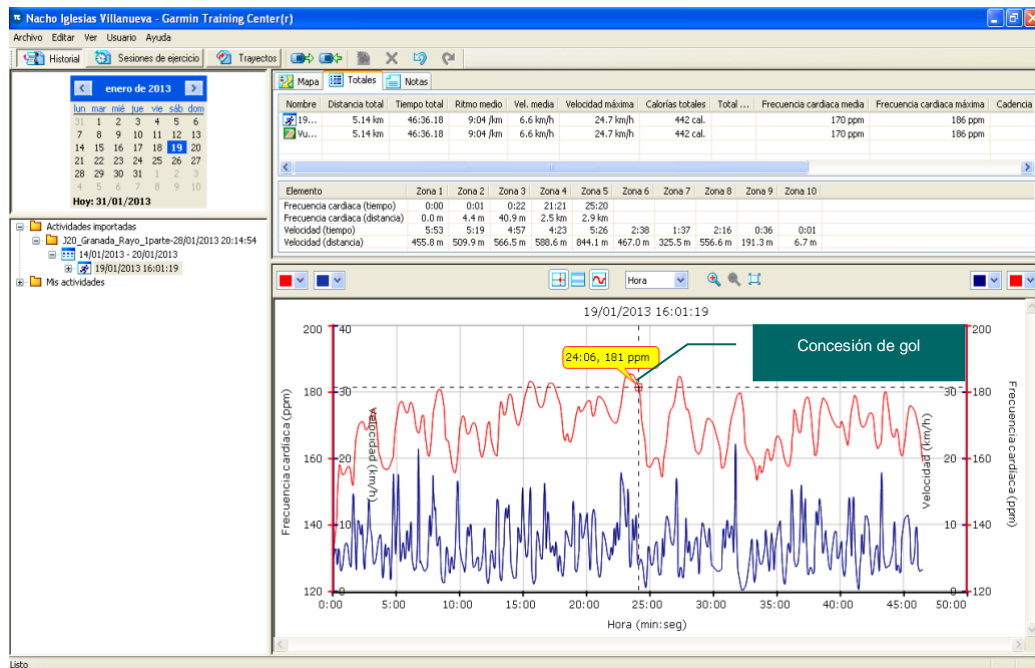 Nacho Iglesias Villanueva - Garmin Training Center(r)
Archivo Editar Ver Usuario Ayuda
Historial Sesiones de ejercicio Trayectos
enero de 2013
lun mar mié jue vie sáb dom
31 1 2 3 4 5 6
7 8 9 10 11 12 13
14 15 16 17 18 19 20
21 22 23 24 25 26 27
28 29 30 31 1 2 3
4 5 6 7 8 9 10
Hoy: 31/01/2013
Actividades importadas
J20_Granada_Rayo_1parte-28/01/2013 20:14:54
14/01/2013 - 20/01/2013
19/01/2013 16:01:19
Mis actividades
Mapa Totales Notas
Nombre Distancia total Tiempo total Ritmo medio Vel. media Velocidad máxima Calorías totales Total ... Frecuencia cardiaca media Frecuencia cardiaca máxima Cadencia
19... 5.14 km 46:36.18 9:04 /km 6.6 km/h 24.7 km/h 442 cal. 170 ppm 186 ppm
Vu... 5.14 km 46:36.18 9:04 /km 6.6 km/h 24.7 km/h 442 cal. 170 ppm 186 ppm
Elemento Zona 1 Zona 2 Zona 3 Zona 4 Zona 5 Zona 6 Zona 7 Zona 8 Zona 9 Zona 10
Frecuencia cardiaca (tiempo) 0:00 0:01 0:22 21:21 25:20
Frecuencia cardiaca (distancia) 0.0 m 4.4 m 40.9 m 2.5 km 2.9 km
Velocidad (tiempo) 5:53 5:19 4:57 4:23 5:26 2:38 1:37 2:16 0:36 0:01
Velocidad (distancia) 455.8 m 509.9 m 566.5 m 588.6 m 844.1 m 467.0 m 325.5 m 556.6 m 191.3 m 6.7 m
Hora
19/01/2013 16:01:19
Concesión de gol
24:06, 181 ppm
Frecuencia cardíaca (ppm)
200
180
160
140
120
Velocidad (km/h)
40
30
20
10
0
30
20
10
0
Velocidad (km/h)
200
180
160
140
120
Frecuencia cardíaca (ppm)
0:00 5:00 10:00 15:00 20:00 25:00 30:00 35:00 40:00 45:00 50:00
Hora (min:seg)
Listo